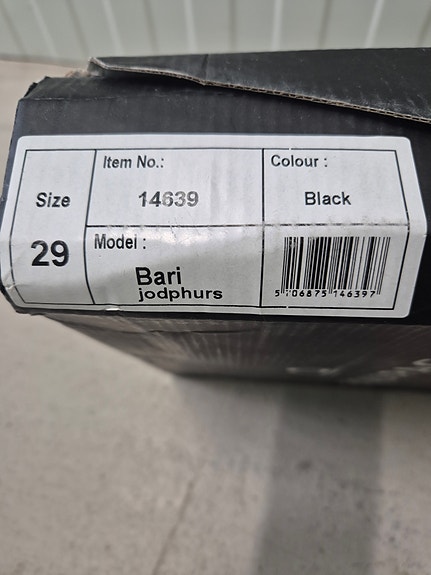 Size
29
Item No.:
14639
Colour :
Black
Model :
Bari
jodphurs
5 706875 146397